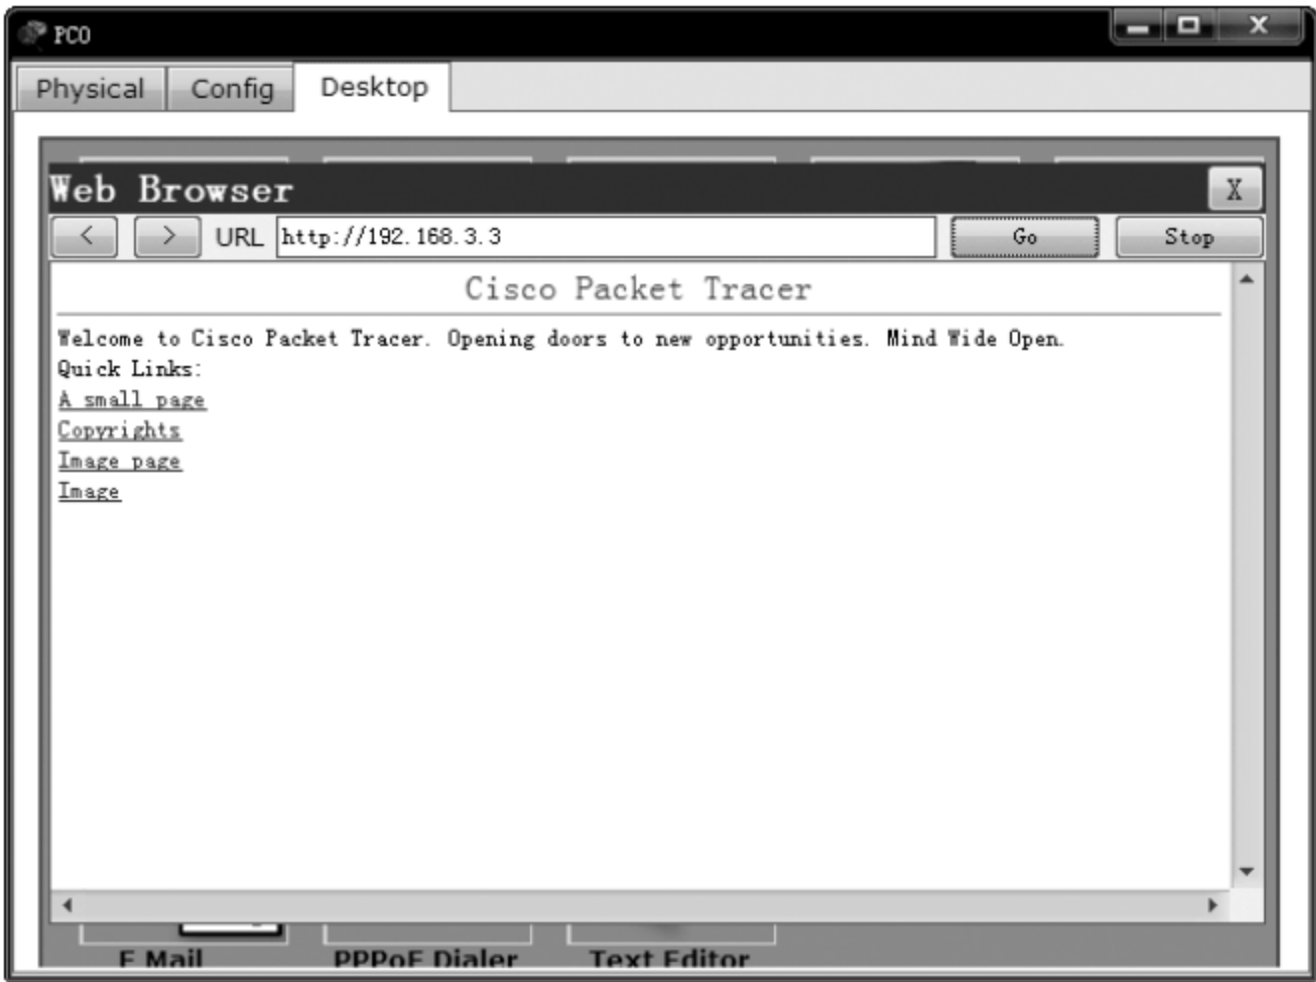 PC0
Physical Config Desktop
Web Browser X
< > URL http://192.168.3.3 Go Stop
Cisco Packet Tracer
Welcome to Cisco Packet Tracer. Opening doors to new opportunities. Mind Wide Open.
Quick Links:
A small page
Copyrights
Image page
Image
E Mail PPPoE Dialer Text Editor